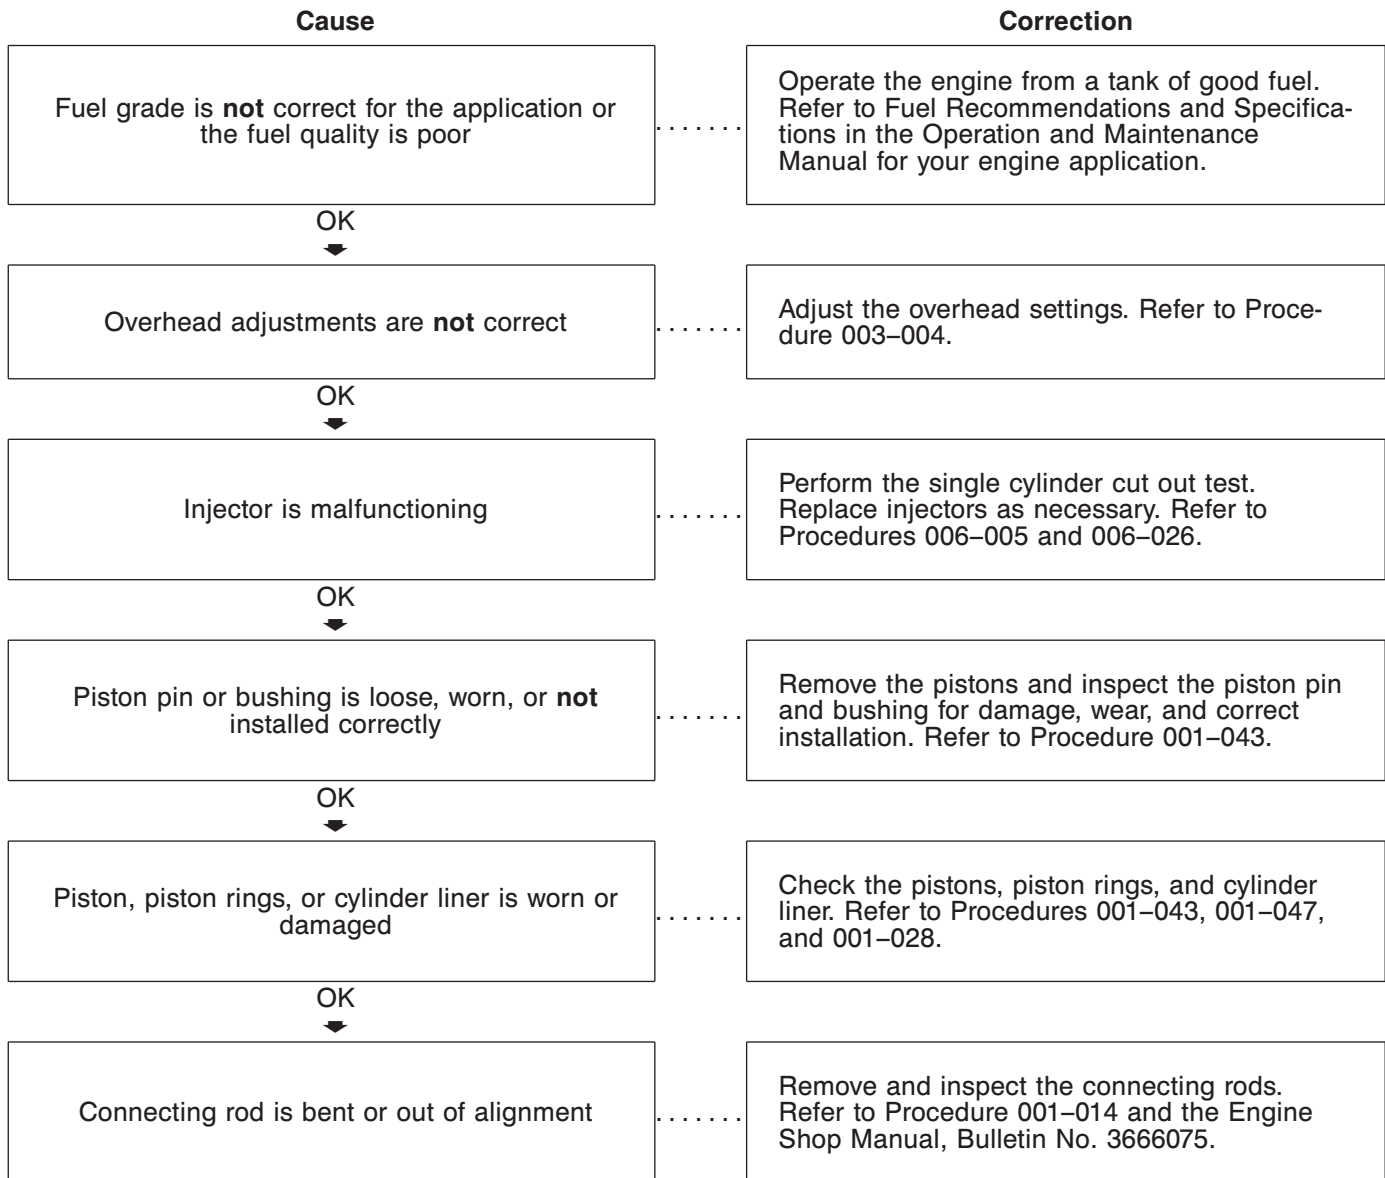 Cause
Correction
Fuel grade is not correct for the application or
the fuel quality is poor
. . . . . . .
Operate the engine from a tank of good fuel.
Refer to Fuel Recommendations and Specifica-
tions in the Operation and Maintenance
Manual for your engine application.
OK
Overhead adjustments are not correct
. . . . . . .
Adjust the overhead settings. Refer to Proce-
dure 003–004.
OK
Injector is malfunctioning
. . . . . . .
Perform the single cylinder cut out test.
Replace injectors as necessary. Refer to
Procedures 006–005 and 006–026.
OK
Piston pin or bushing is loose, worn, or not
installed correctly
. . . . . . .
Remove the pistons and inspect the piston pin
and bushing for damage, wear, and correct
installation. Refer to Procedure 001–043.
OK
Piston, piston rings, or cylinder liner is worn or
damaged
. . . . . . .
Check the pistons, piston rings, and cylinder
liner. Refer to Procedures 001–043, 001–047,
and 001–028.
OK
Connecting rod is bent or out of alignment
. . . . . . .
Remove and inspect the connecting rods.
Refer to Procedure 001–014 and the Engine
Shop Manual, Bulletin No. 3666075.